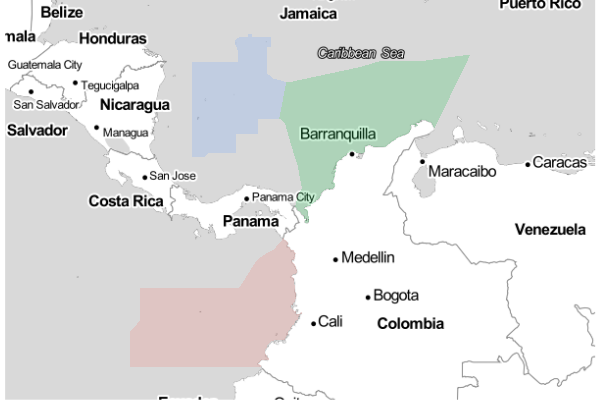 Belize
Jamaica
Puerto Rico
mala
Honduras
Caribbean Sea
Guatemala City
Tegucigalpa
San Salvador
Nicaragua
Salvador
Managua
Barranquilla
Maracaibo
Caracas
San Jose
Costa Rica
Panama City
Panama
Venezuela
Medellin
Bogota
Cali
Colombia